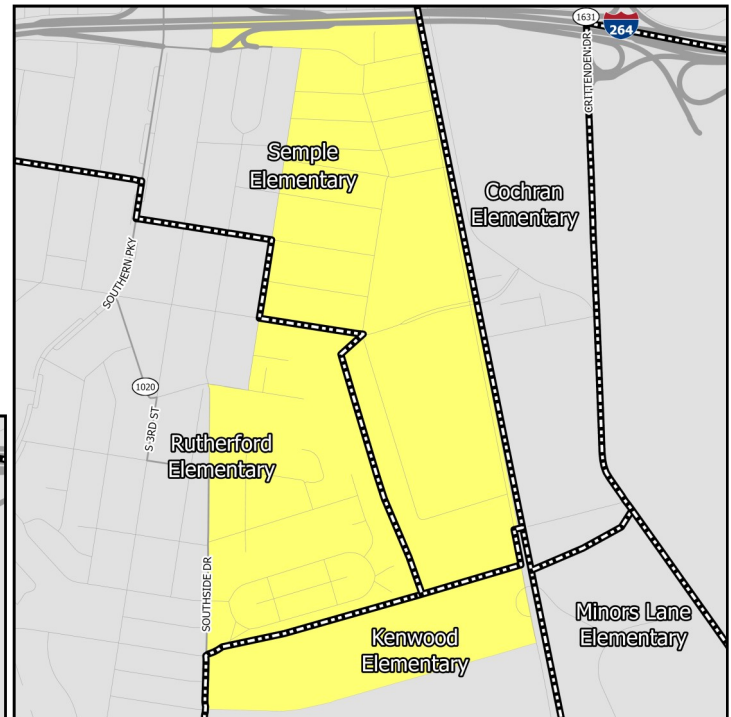 1631
264
CRITTENDEN DR
Semple
Elementary
Cochran
Elementary
SOUTHERN PKY
1020
S 3RD ST
Rutherford
Elementary
SOUTHSIDE DR
Minors Lane
Elementary
Kenwood
Elementary